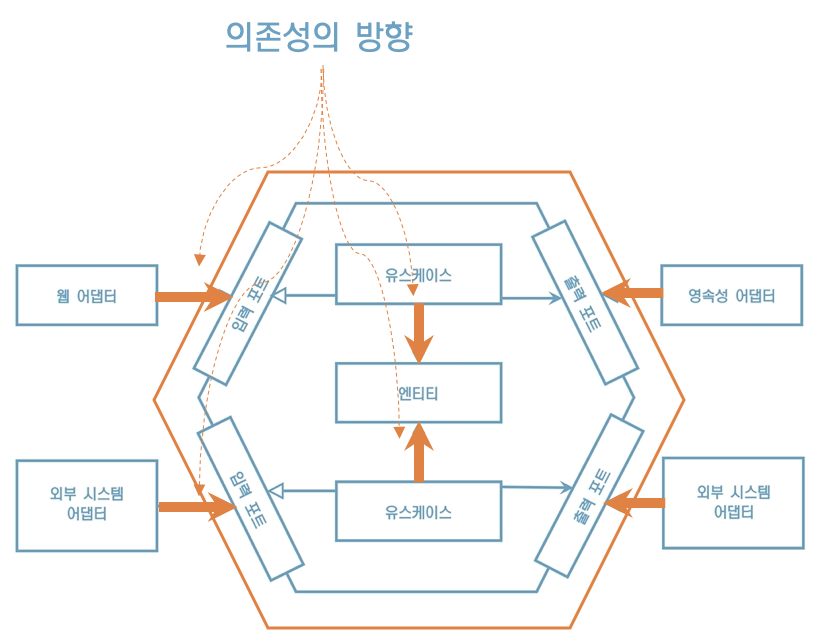 의존성의 방향
유스케이스
입력 포트
출력 포트
웹 어댑터
영속성 어댑터
엔티티
입력 포트
출력 포트
외부 시스템
어댑터
유스케이스
외부 시스템
어댑터